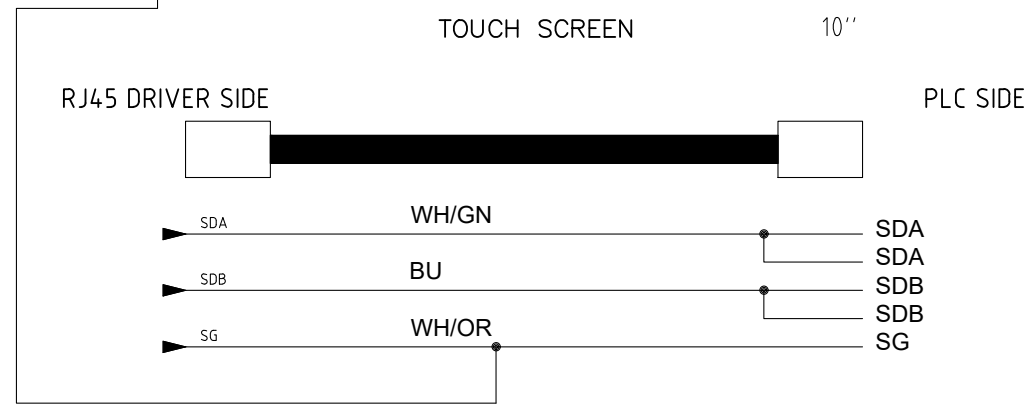 TOUCH SCREEN 10''
RJ45 DRIVER SIDE PLC SIDE
SDA WH/GN SDA
SDA
SDB BU SDB
SDB
SG WH/OR SG